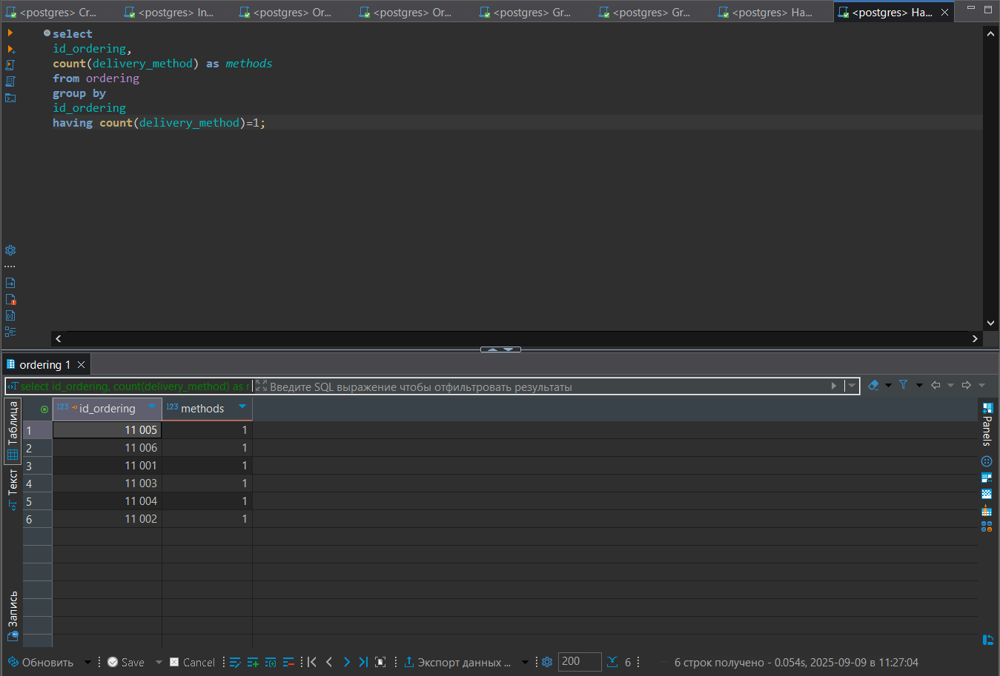 <postgres> Cr...
<postgres> In...
<postgres> Or...
<postgres> Or...
<postgres> Gr...
<postgres> Gr...
<postgres> Ha...
<postgres> Ha...
select
id_ordering,
count(delivery_method) as methods
from ordering
group by
id_ordering
having count(delivery_method)=1;
ordering 1
select id_ordering, count(delivery_method) as
Введите SQL выражение чтобы отфильтровать результаты
Таблица
Текст
Запись
123 id_ordering
123 methods
1 11 005 1
2 11 006 1
3 11 001 1
4 11 003 1
5 11 004 1
6 11 002 1
Panels
Обновить
Save
Cancel
Экспорт данных ...
200
6
6 строк получено - 0.054s, 2025-09-09 в 11:27:04